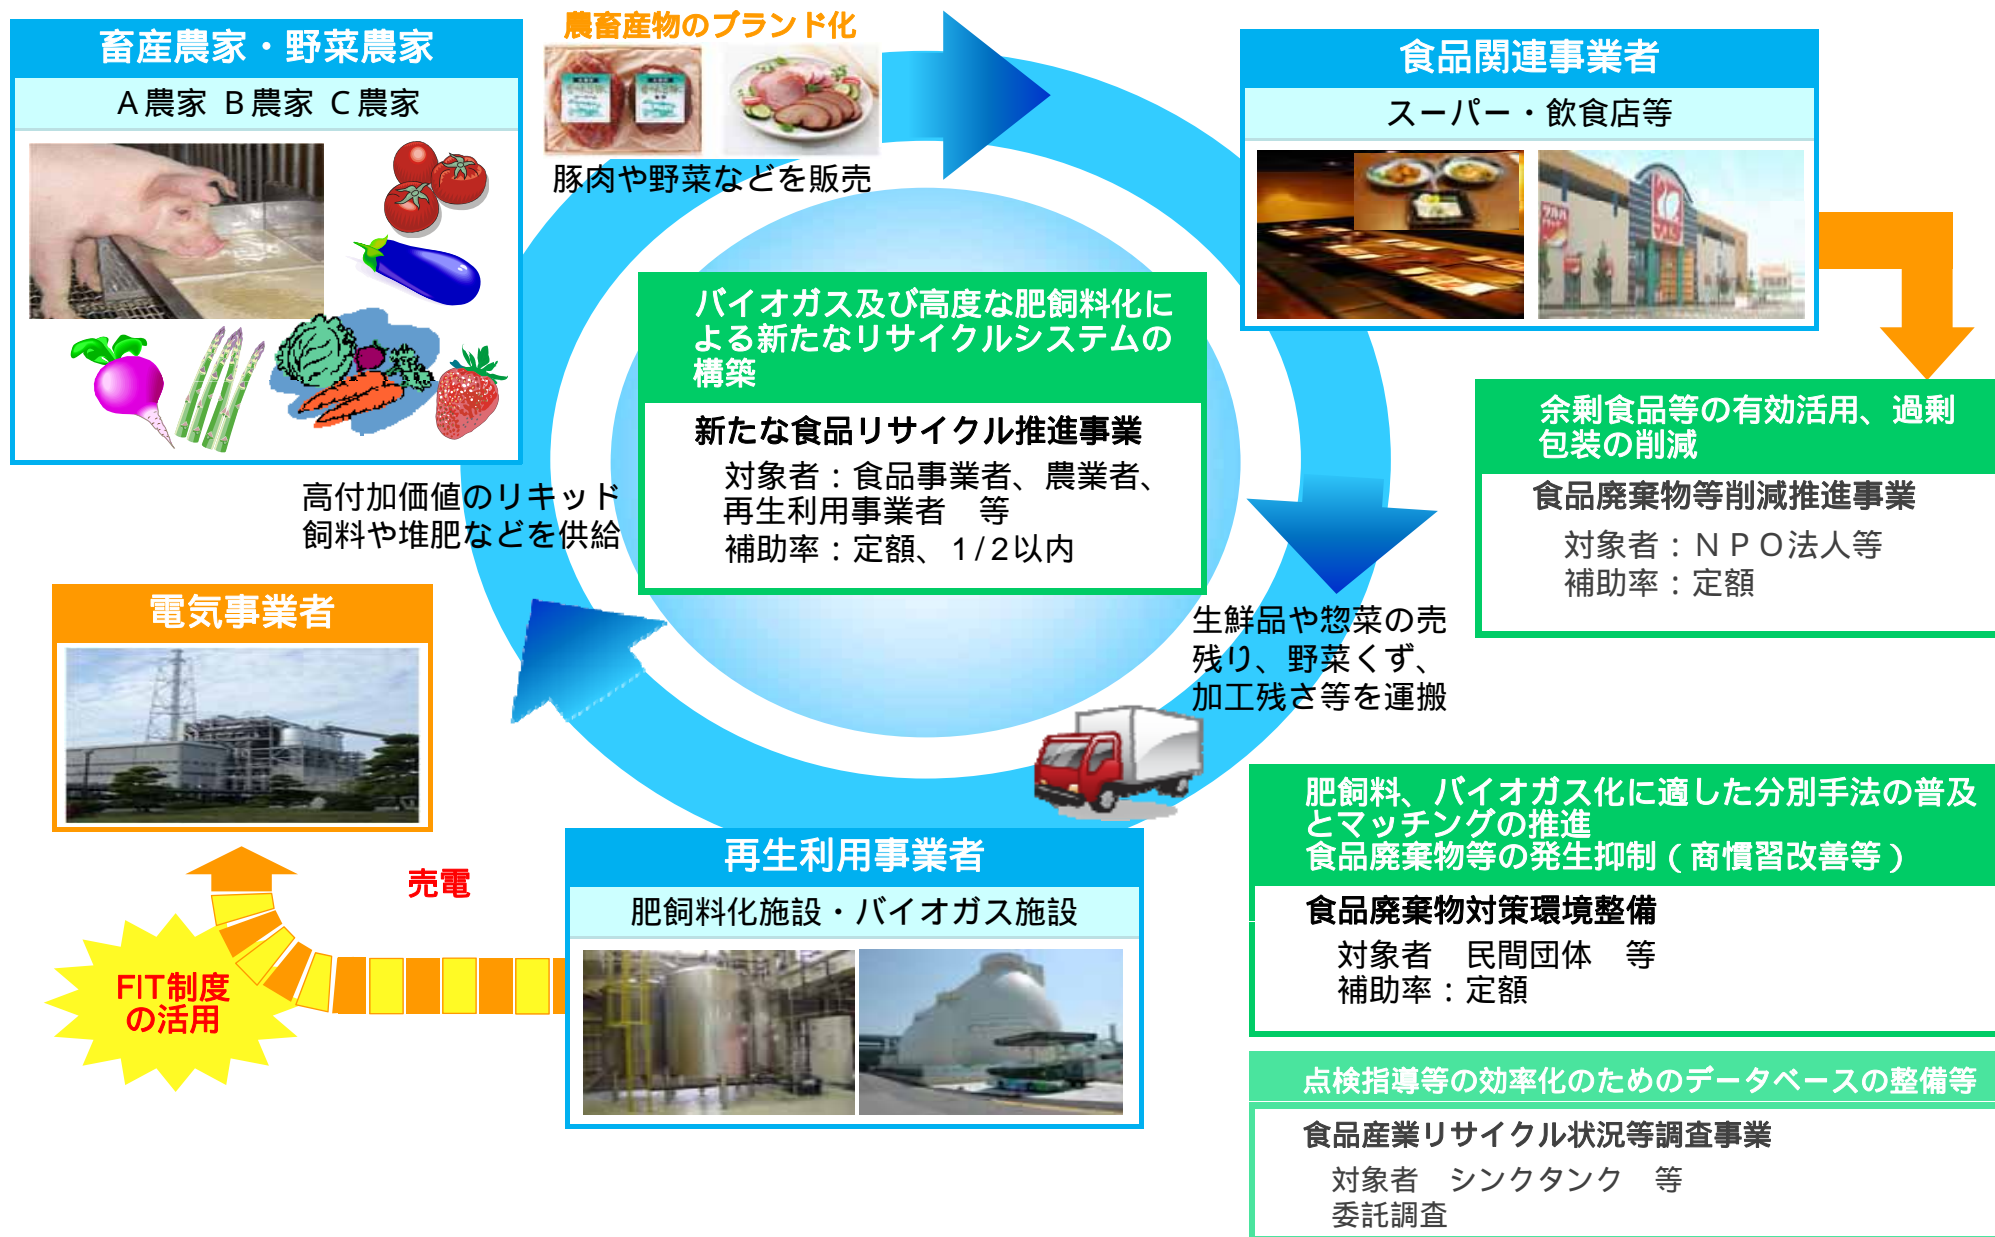 畜産農家・野菜農家
Ａ農家 Ｂ農家 Ｃ農家
農畜産物のブランド化
豚肉や野菜などを販売
食品関連事業者
スーパー・飲食店等
バイオガス及び高度な肥飼料化に
よる新たなリサイクルシステムの
構築
新たな食品リサイクル推進事業
対象者：食品事業者、農業者、
再生利用事業者　等
補助率：定額、1/2以内
余剰食品等の有効活用、過剰
包装の削減
食品廃棄物等削減推進事業
対象者：ＮＰＯ法人等
補助率：定額
高付加価値のリキッド
飼料や堆肥などを供給
電気事業者
生鮮品や惣菜の売
残り、野菜くず、
加工残さ等を運搬
売電
FIT制度
の活用
再生利用事業者
肥飼料化施設・バイオガス施設
肥飼料、バイオガス化に適した分別手法の普及
とマッチングの推進
食品廃棄物等の発生抑制（商慣習改善等）
食品廃棄物対策環境整備
対象者　民間団体　等
補助率：定額
点検指導等の効率化のためのデータベースの整備等
食品産業リサイクル状況等調査事業
対象者　シンクタンク　等
委託調査